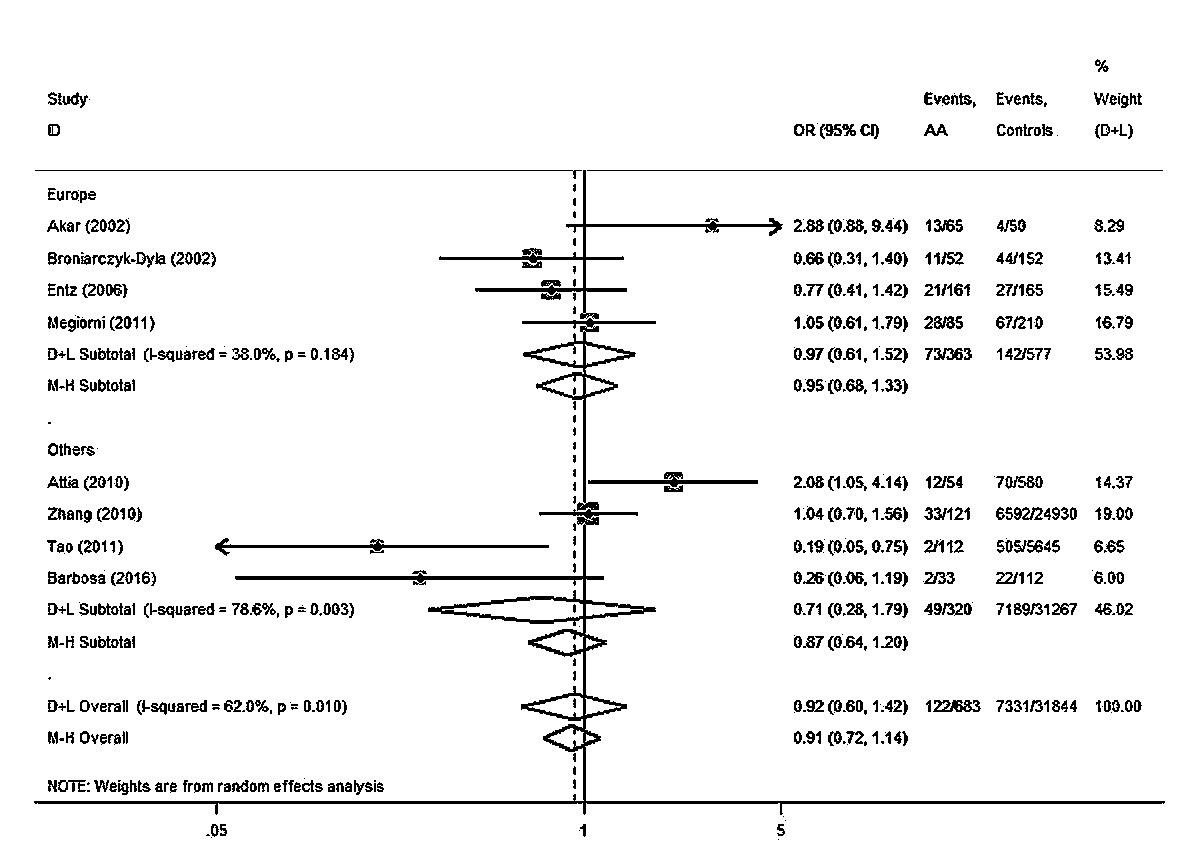 %
Study Events, Events, Weight
ID OR (95% CI) AA Controls (D+L)
Europe
Akar (2002) 2.88 (0.88, 9.44) 13/65 4/50 8.29
Broniarczyk-Dyla (2002) 0.66 (0.31, 1.40) 11/52 44/152 13.41
Entz (2006) 0.77 (0.41, 1.42) 21/161 27/165 15.49
Megiorni (2011) 1.05 (0.61, 1.79) 28/85 67/210 16.79
D+L Subtotal (I-squared = 38.0%, p = 0.184) 0.97 (0.61, 1.52) 73/363 142/577 53.98
M-H Subtotal 0.95 (0.68, 1.33)
.
Others
Attia (2010) 2.08 (1.05, 4.14) 12/54 70/580 14.37
Zhang (2010) 1.04 (0.70, 1.56) 33/121 6592/24930 19.00
Tao (2011) 0.19 (0.05, 0.75) 2/112 505/5645 6.65
Barbosa (2016) 0.26 (0.06, 1.19) 2/33 22/112 6.00
D+L Subtotal (I-squared = 78.6%, p = 0.003) 0.71 (0.28, 1.79) 49/320 7189/31267 46.02
M-H Subtotal 0.87 (0.64, 1.20)
.
D+L Overall (I-squared = 62.0%, p = 0.010) 0.92 (0.60, 1.42) 122/683 7331/31844 100.00
M-H Overall 0.91 (0.72, 1.14)
NOTE: Weights are from random effects analysis
.05 1 5